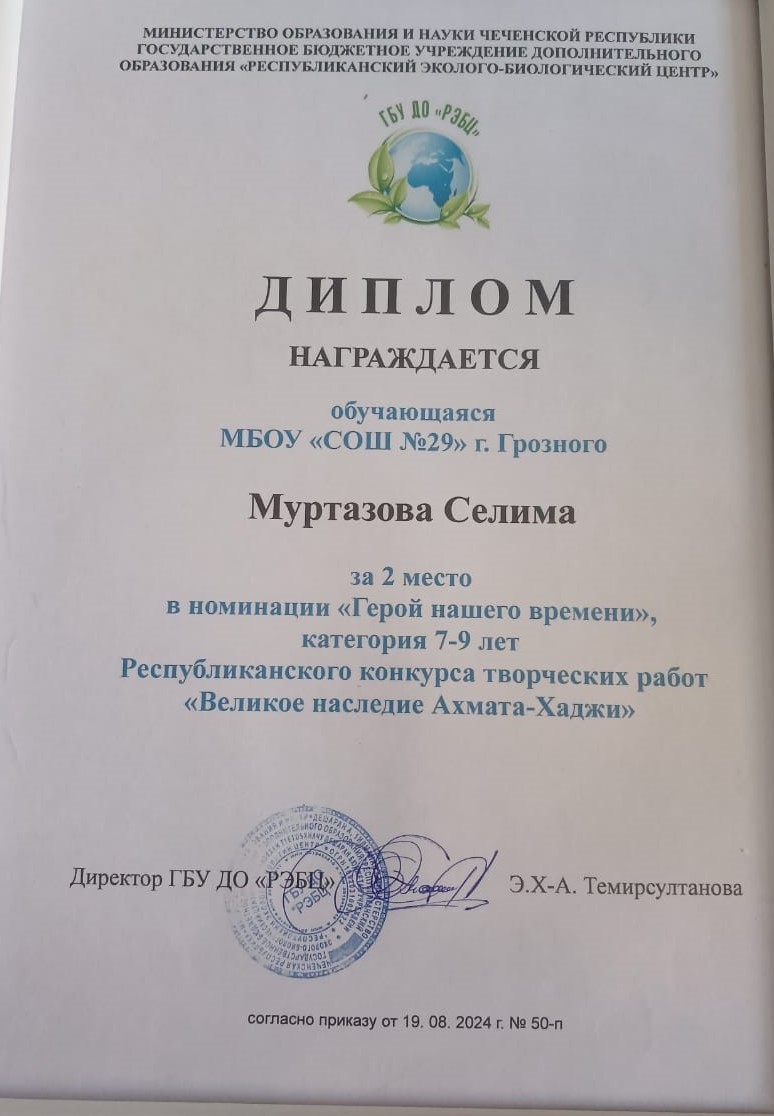 МИНИСТЕРСТВО ОБРАЗОВАНИЯ И НАУКИ ЧЕЧЕНСКОЙ РЕСПУБЛИКИ
ГОСУДАРСТВЕННОЕ БЮДЖЕТНОЕ УЧРЕЖДЕНИЕ ДОПОЛНИТЕЛЬНОГО
ОБРАЗОВАНИЯ «РЕСПУБЛИКАНСКИЙ ЭКОЛОГО-БИОЛОГИЧЕСКИЙ ЦЕНТР»
ГБУ ДО «РЭБЦ»
ДИПЛОМ
НАГРАЖДАЕТСЯ
обучающаяся
МБОУ «СОШ №29» г. Грозного
Муртазова Селима
за 2 место
в номинации «Герой нашего времени»,
категория 7-9 лет
Республиканского конкурса творческих работ
«Великое наследие Ахмата-Хаджи»
Директор ГБУ ДО «РЭБЦ» Э.Х-А. Темирсултанова
ГБУ ДО
"РЭБЦ"
согласно приказу от 19. 08. 2024 г. № 50-п